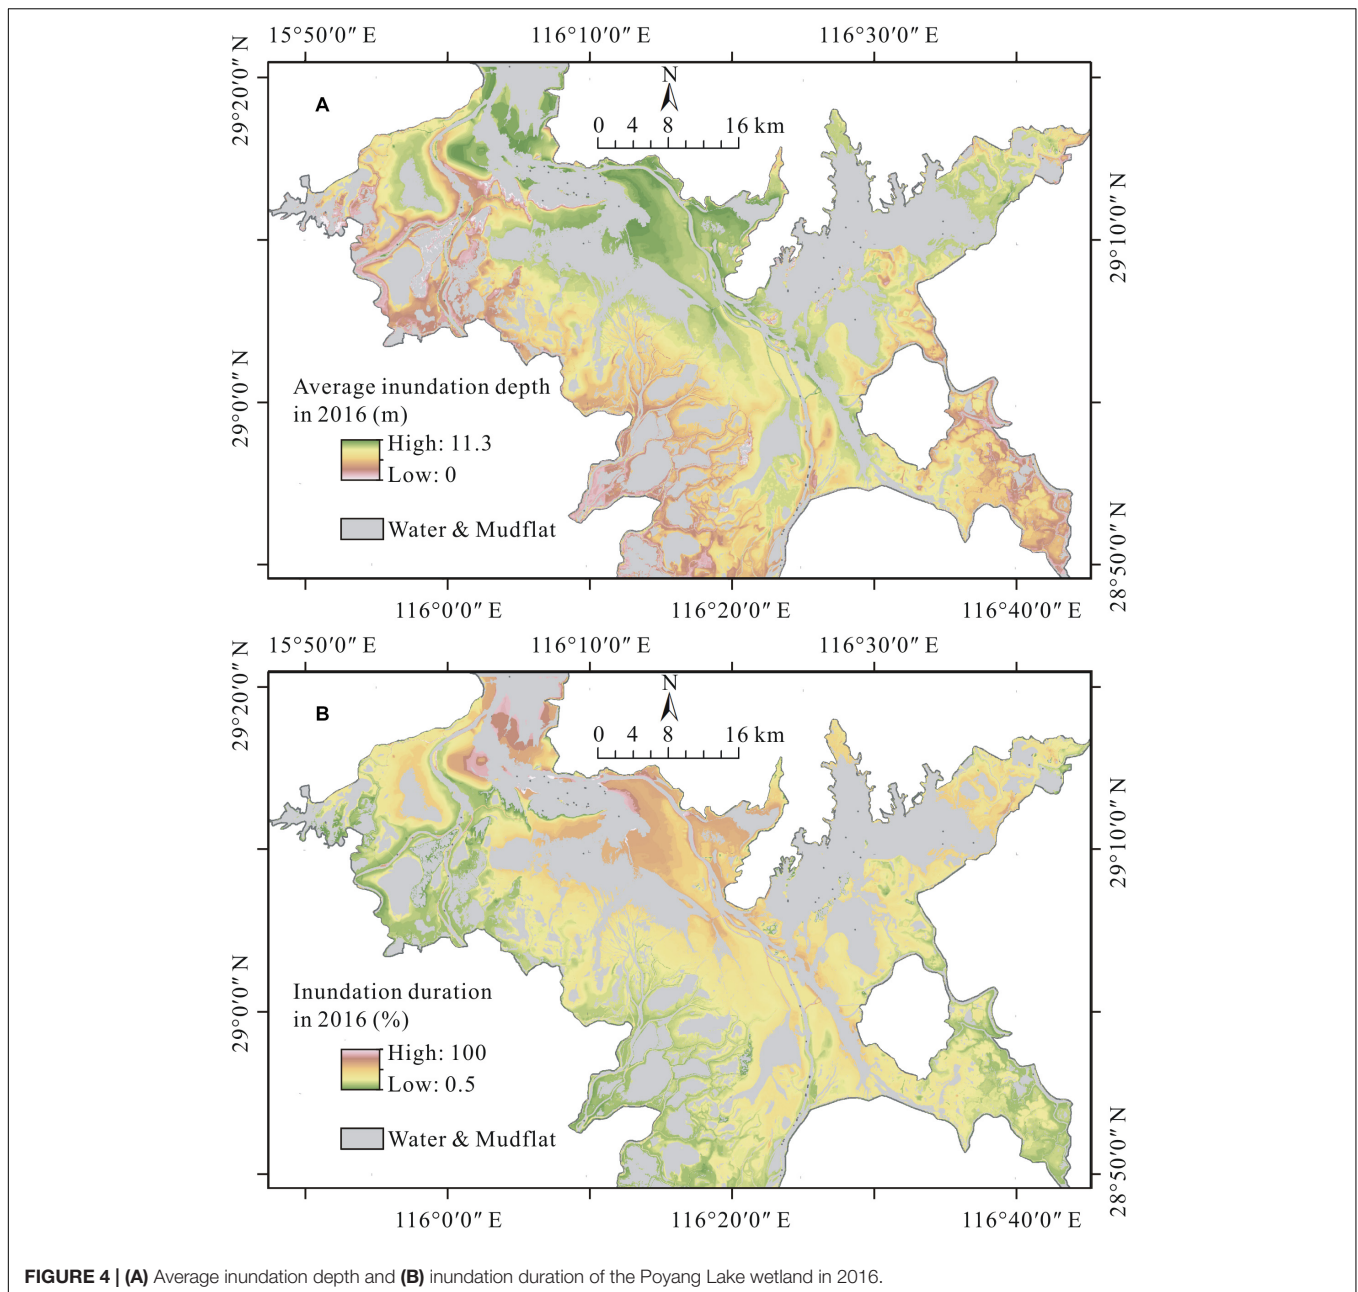 15°50′0″ E 116°10′0″ E 116°30′0″ E
29°20′0″ N
A
N
0 4 8 16 km
29°10′0″ N
29°0′0″ N
Average inundation depth
in 2016 (m)
High: 11.3
Low: 0
Water & Mudflat
28°50′0″ N
116°0′0″ E 116°20′0″ E 116°40′0″ E
15°50′0″ E 116°10′0″ E 116°30′0″ E
29°20′0″ N
B
N
0 4 8 16 km
29°10′0″ N
29°0′0″ N
Inundation duration
in 2016 (%)
High: 100
Low: 0.5
Water & Mudflat
28°50′0″ N
116°0′0″ E 116°20′0″ E 116°40′0″ E
FIGURE 4 | (A) Average inundation depth and (B) inundation duration of the Poyang Lake wetland in 2016.